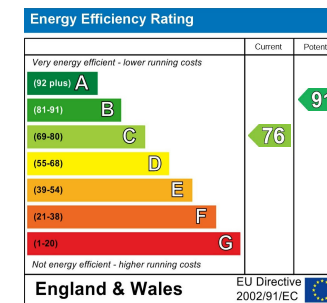 Energy Efficiency Rating
Current Potent
Very energy efficient - lower running costs
(92 plus) A
(81-91) B
91
(69-80) C
76
(55-68) D
(39-54) E
(21-38) F
(1-20) G
Not energy efficient - higher running costs
England & Wales
EU Directive
2002/91/EC